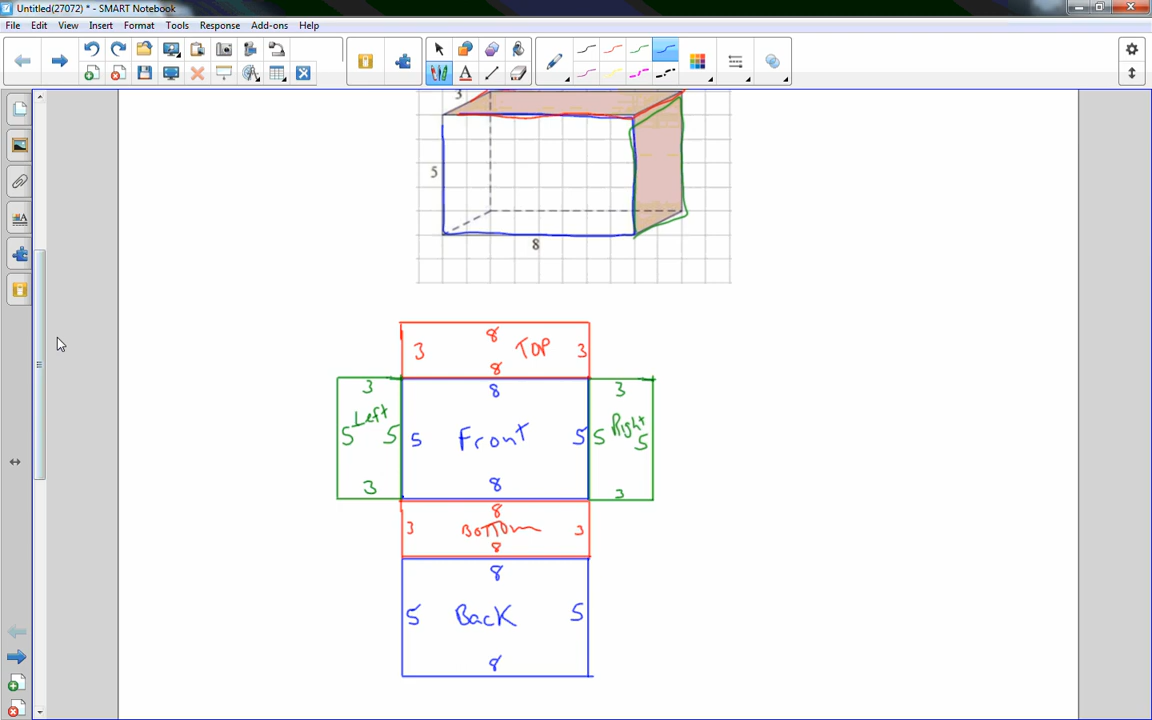 Untitled(27072) * - SMART Notebook
File Edit View Insert Format Tools Response Add-ons Help
3
5
8
8
3 TOP 3
8
3 8 3
Left Right
5 5 5 Front 5 5 5
3 8 3
8
3 BOTTOm 3
8
8
5 Back 5
8